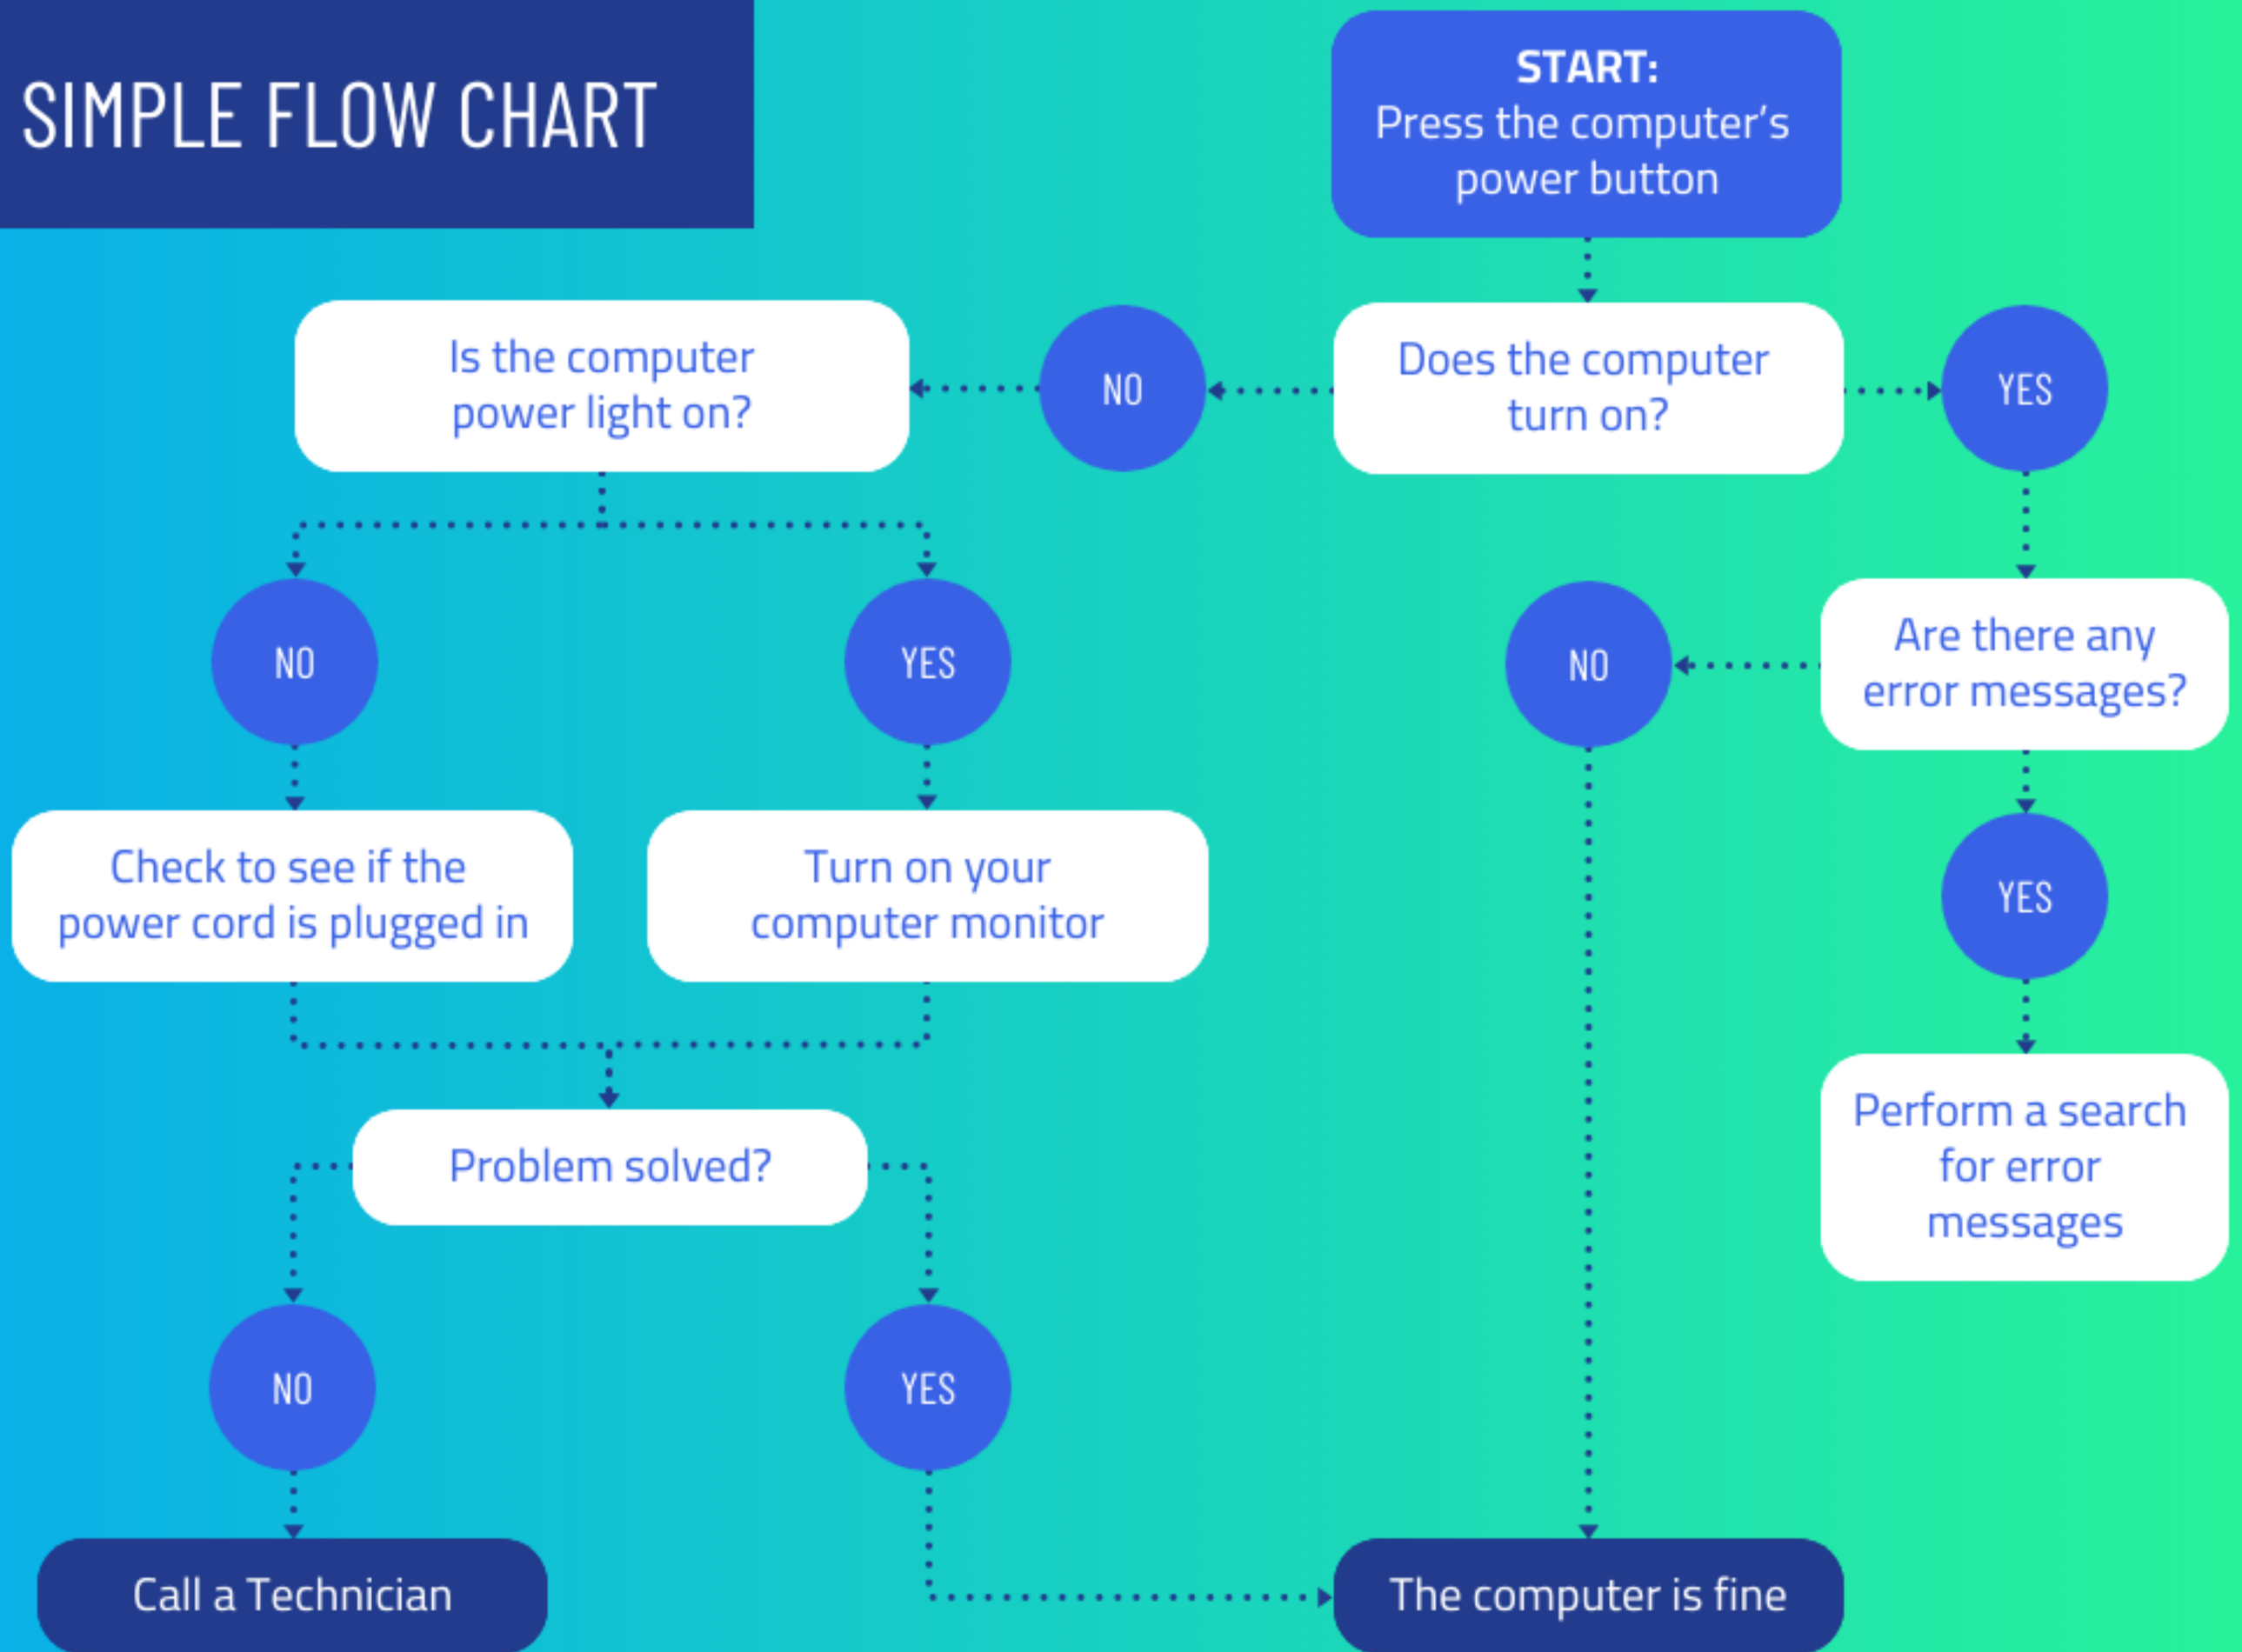 SIMPLE FLOW CHART
START:
Press the computer’s
power button
Is the computer
power light on?
NO
Does the computer
turn on?
YES
NO
YES
NO
Are there any
error messages?
Check to see if the
power cord is plugged in
Turn on your
computer monitor
YES
Perform a search
for error
messages
Problem solved?
NO
YES
Call a Technician
The computer is fine